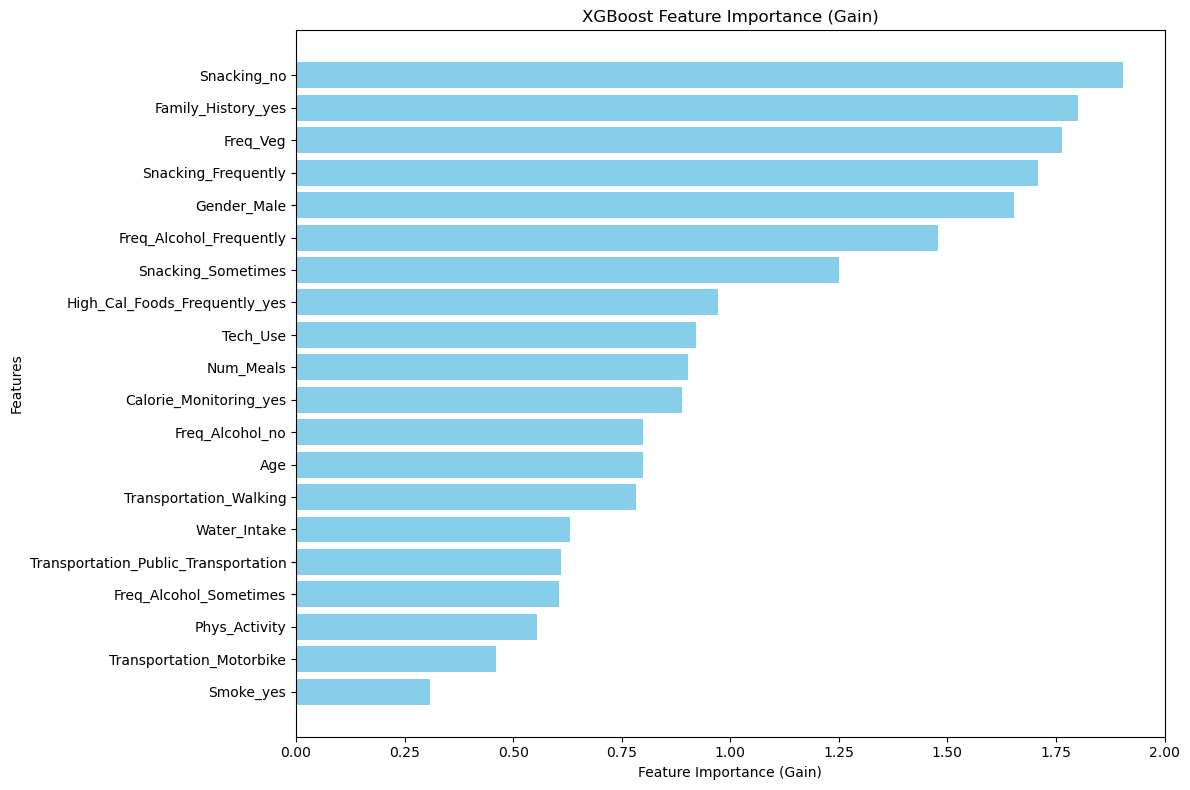 XGBoost Feature Importance (Gain)
Snacking_no
Family_History_yes
Freq_Veg
Snacking_Frequently
Gender_Male
Freq_Alcohol_Frequently
Snacking_Sometimes
High_Cal_Foods_Frequently_yes
Tech_Use
Num_Meals
Calorie_Monitoring_yes
Freq_Alcohol_no
Age
Transportation_Walking
Water_Intake
Transportation_Public_Transportation
Freq_Alcohol_Sometimes
Phys_Activity
Transportation_Motorbike
Smoke_yes
Features
0.00 0.25 0.50 0.75 1.00 1.25 1.50 1.75 2.00
Feature Importance (Gain)